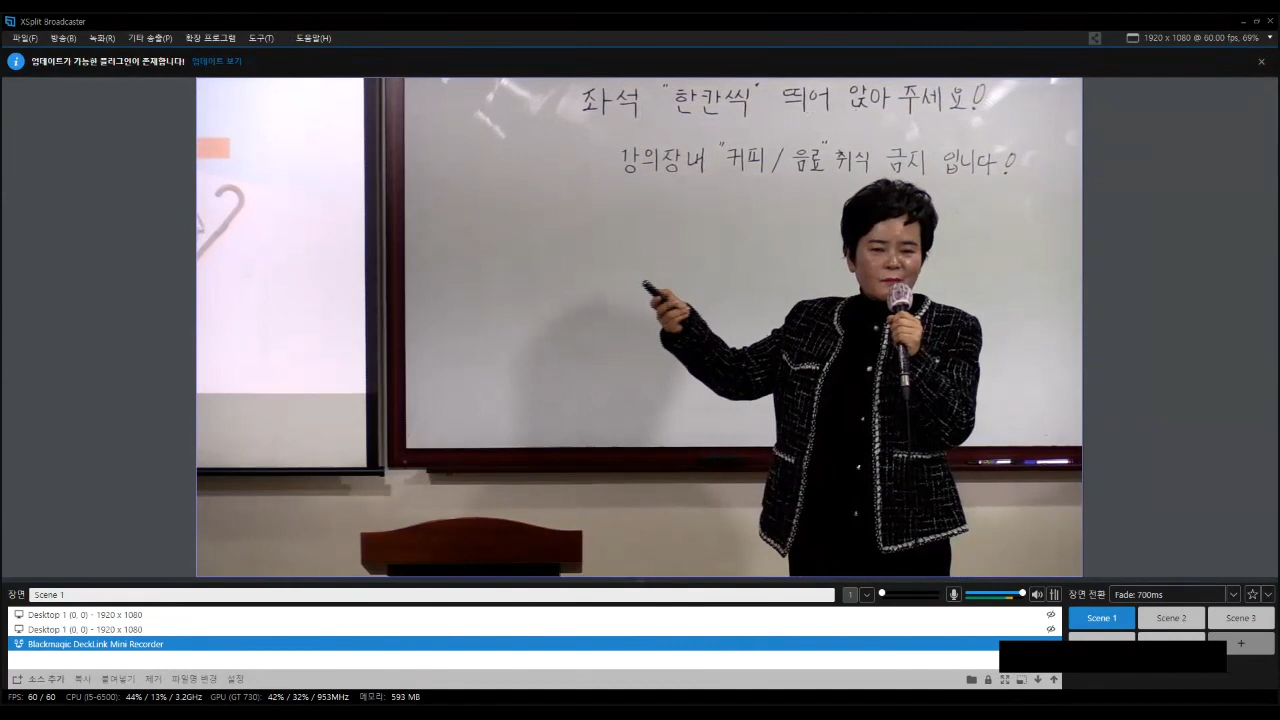 XSplit Broadcaster
파일(F) 방송(B) 녹화(R) 기타 송출(P) 확장 프로그램 도구(T) 도움말(H) 1920 x 1080 @ 60.00 fps, 69%
업데이트가 가능한 플러그인이 존재합니다! 업데이트 보기
좌석 "한칸씩" 띄어 앉아 주세요!
강의장내 "커피/음료" 취식 금지 입니다!
장면 Scene 1 1 장면 전환 Fade: 700ms
Desktop 1 (0, 0) - 1920 x 1080 Scene 1 Scene 2 Scene 3
Desktop 1 (0, 0) - 1920 x 1080
Blackmagic DeckLink Mini Recorder
소스 추가 복사 붙여넣기 제거 파일명 변경 설정
FPS: 60 / 60 CPU (i5-6500): 44% / 13% / 3.2GHz GPU (GT 730): 42% / 32% / 953MHz 메모리: 593 MB